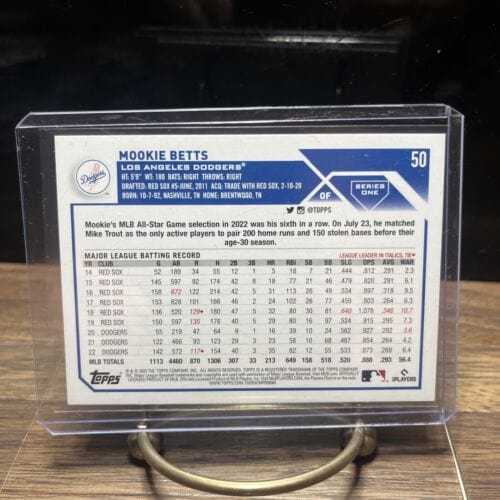 50
MOOKIE BETTS
LOS ANGELES DODGERS®
HT: 5'9" WT: 180 BATS: RIGHT THROWS: RIGHT
DRAFTED: RED SOX #5-JUNE, 2011 ACQ: TRADE WITH RED SOX, 2-10-20
BORN: 10-7-92, NASHVILLE, TN HOME: BRENTWOOD, TN
Dodgers
OF
SERIES ONE
@TOPPS
Mookie's MLB All-Star Game selection in 2022 was his sixth in a row. On July 23, he matched
Mike Trout as the only active players to pair 200 home runs and 150 stolen bases before their
age-30 season.
MAJOR LEAGUE BATTING RECORD LEAGUE LEADER IN ITALICS, TIE •
YR CLUB G AB R H 2B 3B HR RBI SB BB SLG OPS AVG WAR
14 RED SOX 52 189 34 55 12 1 5 18 7 21 .444 .812 .291 2.3
15 RED SOX 145 597 92 174 42 8 18 77 21 46 .479 .820 .291 6.1
16 RED SOX 158 672 122 214 42 5 31 113 26 49 .534 .897 .318 9.5
17 RED SOX 153 628 101 166 46 2 24 102 26 77 .459 .803 .264 6.3
18 RED SOX 136 520 129• 180 47 5 32 80 30 81 .640 1.078 .346 10.7
19 RED SOX 150 597 135 176 40 5 29 80 16 97 .524 .915 .295 7.3
20 DODGERS 55 219 47 64 9 1 16 39 10 24 .562 .927 .292 3.6
21 DODGERS 122 466 93 123 29 3 23 58 10 68 .487 .854 .264 4.2
22 DODGERS 142 572 117• 154 40 3 35 82 12 55 .533 .873 .269 6.4
MLB TOTALS 1113 4460 870 1306 307 33 213 649 158 518 .520 .888 .293 56.4
Topps
WWW.TOPPS.COM
PLAYERS